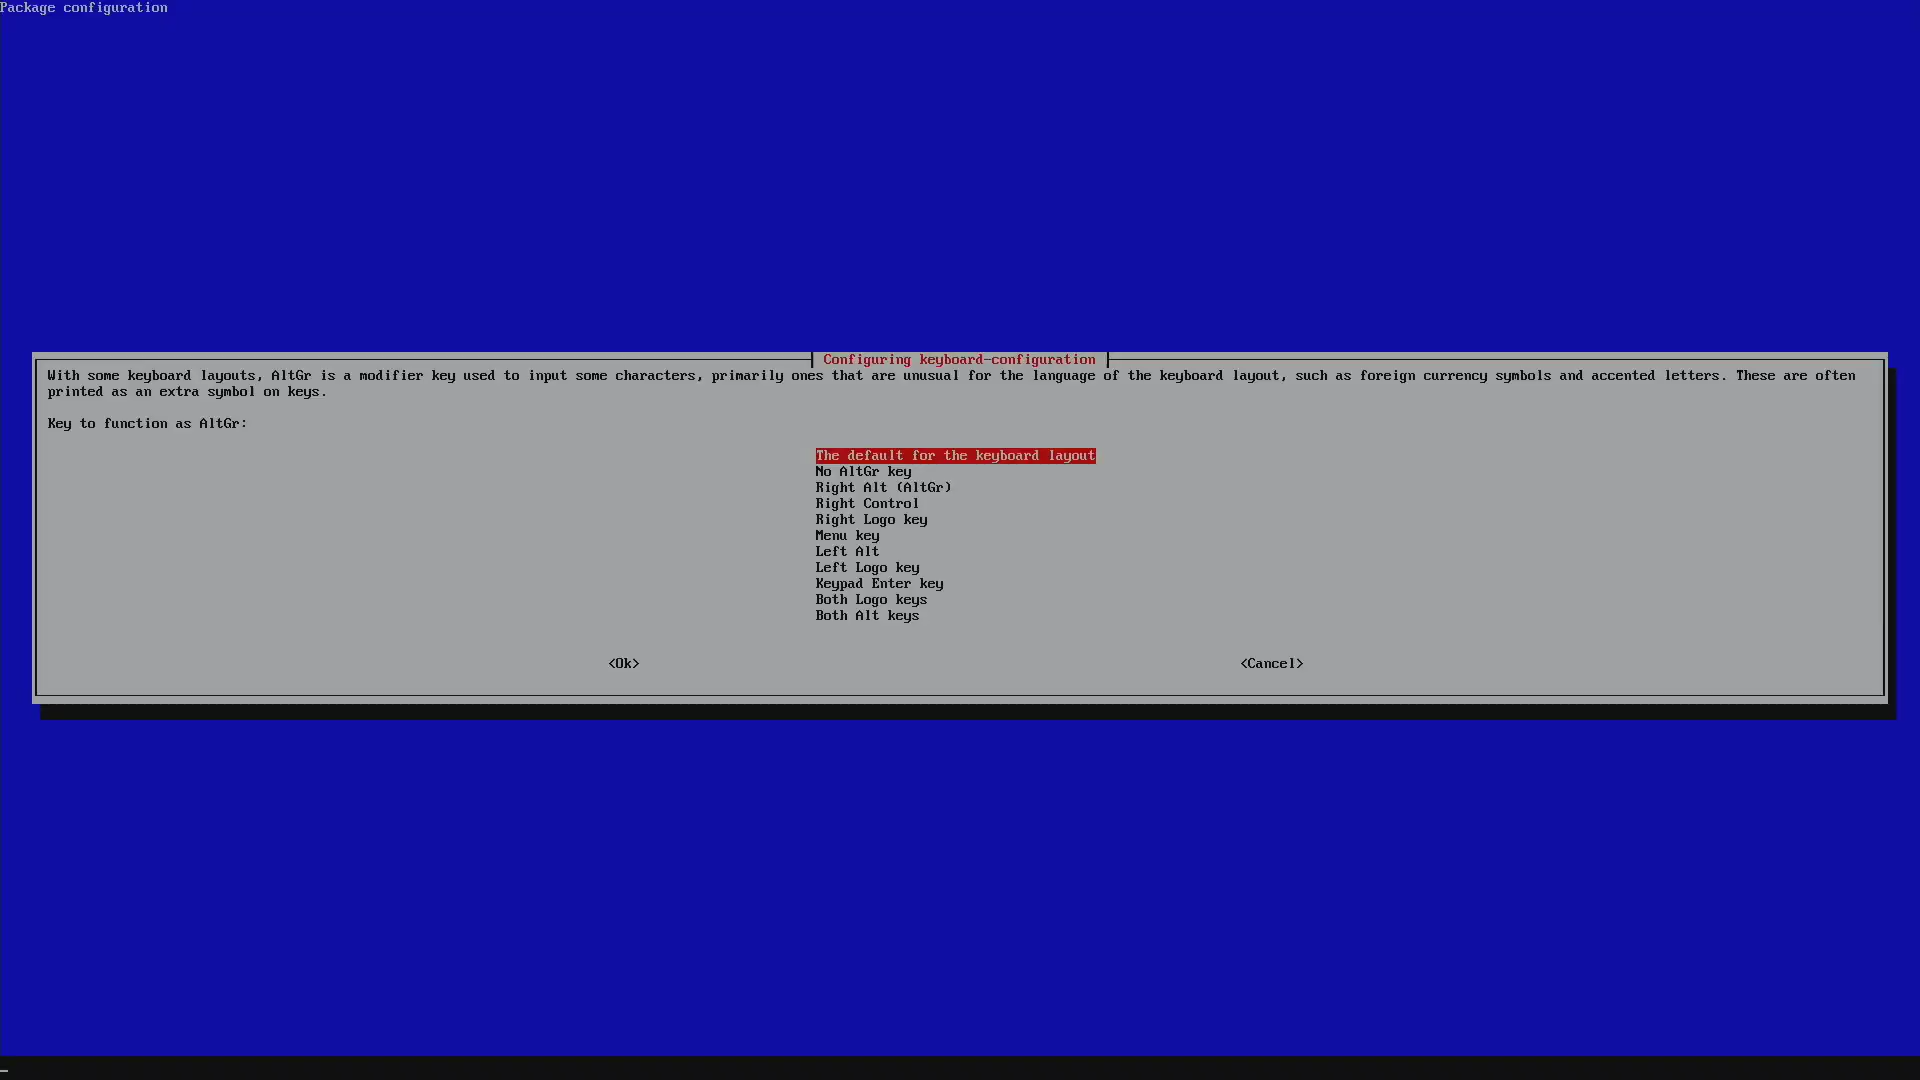 Package configuration
Configuring keyboard-configuration
With some keyboard layouts, AltGr is a modifier key used to input some characters, primarily ones that are unusual for the language of the keyboard layout, such as foreign currency symbols and accented letters. These are often
printed as an extra symbol on keys.
Key to function as AltGr:
The default for the keyboard layout
No AltGr key
Right Alt (AltGr)
Right Control
Right Logo key
Menu key
Left Alt
Left Logo key
Keypad Enter key
Both Logo keys
Both Alt keys
<Ok> <Cancel>